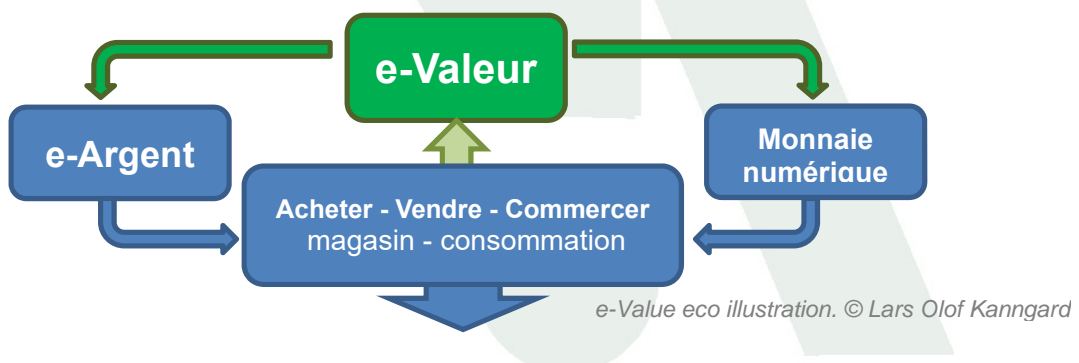 e-Valeur
e-Argent
Monnaie
numérique
Acheter - Vendre - Commercer
magasin - consommation
e-Value eco illustration. © Lars Olof Kanngard